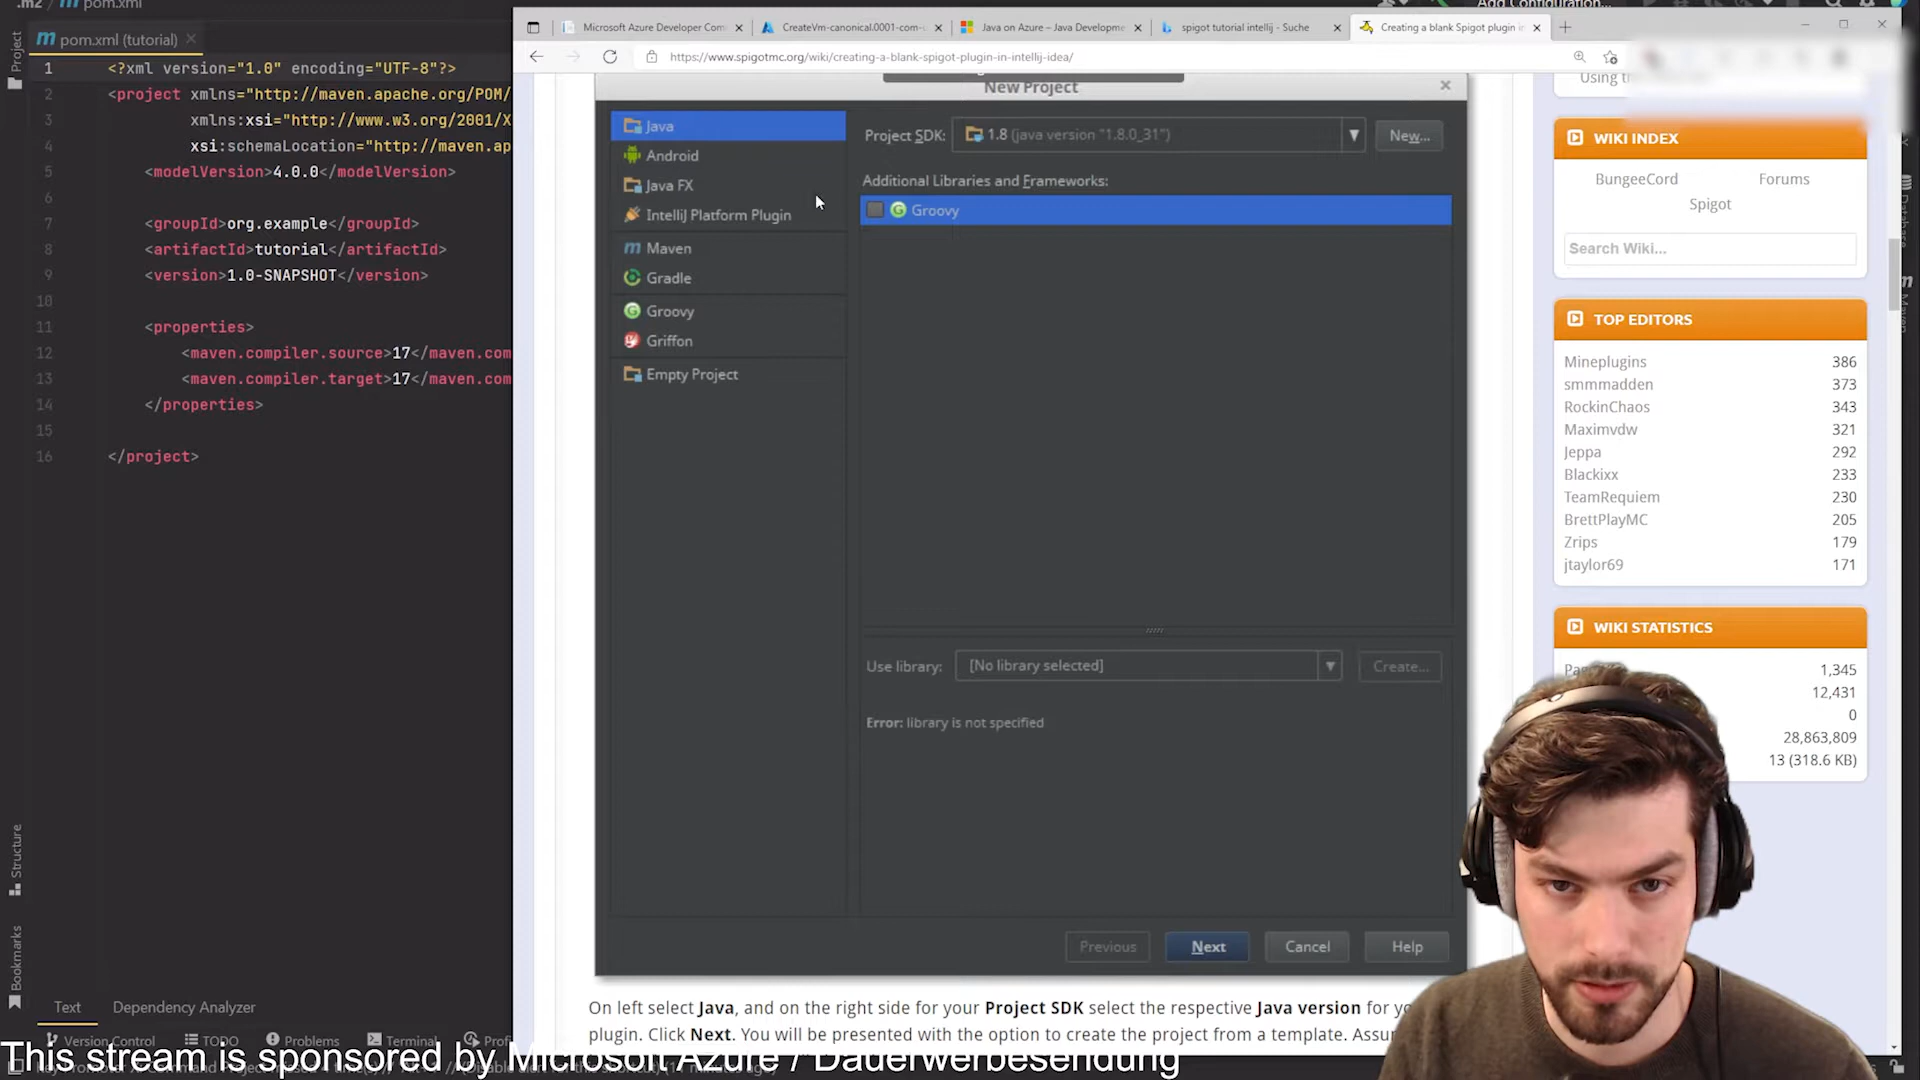 .m2 / m pom.xml
pom.xml (tutorial)
Project
1 <?xml version="1.0" encoding="UTF-8"?>
2 <project xmlns="http://maven.apache.org/POM/
3 xmlns:xsi="http://www.w3.org/2001/X
4 xsi:schemaLocation="http://maven.ap
5 <modelVersion>4.0.0</modelVersion>
6
7 <groupId>org.example</groupId>
8 <artifactId>tutorial</artifactId>
9 <version>1.0-SNAPSHOT</version>
10
11 <properties>
12 <maven.compiler.source>17</maven.com
13 <maven.compiler.target>17</maven.com
14 </properties>
15
16 </project>
Structure
Bookmarks
Text
Dependency Analyzer
Version Control
TODO
Problems
Terminal
Microsoft Azure Developer Com
CreateVm-canonical.0001-com-u
Java on Azure – Java Developme
spigot tutorial intellij - Suche
Creating a blank Spigot plugin in
https://www.spigotmc.org/wiki/creating-a-blank-spigot-plugin-in-intellij-idea/
New Project
Java
Android
Java FX
IntelliJ Platform Plugin
Maven
Gradle
Groovy
Griffon
Empty Project
Project SDK:
1.8 (java version "1.8.0_31")
New...
Additional Libraries and Frameworks:
Groovy
Use library:
[No library selected]
Create...
Error: library is not specified
Previous
Next
Cancel
Help
On left select Java, and on the right side for your Project SDK select the respective Java version for yo
plugin. Click Next. You will be presented with the option to create the project from a template. Assu
WIKI INDEX
BungeeCord
Forums
Spigot
Search Wiki...
TOP EDITORS
Mineplugins 386
smmmadden 373
RockinChaos 343
Maximvdw 321
Jeppa 292
Blackixx 233
TeamRequiem 230
BrettPlayMC 205
Zrips 179
jtaylor69 171
WIKI STATISTICS
1,345
12,431
0
28,863,809
13 (318.6 KB)
Database
Maven
This stream is sponsored by Microsoft Azure / Dauerwerbesendung